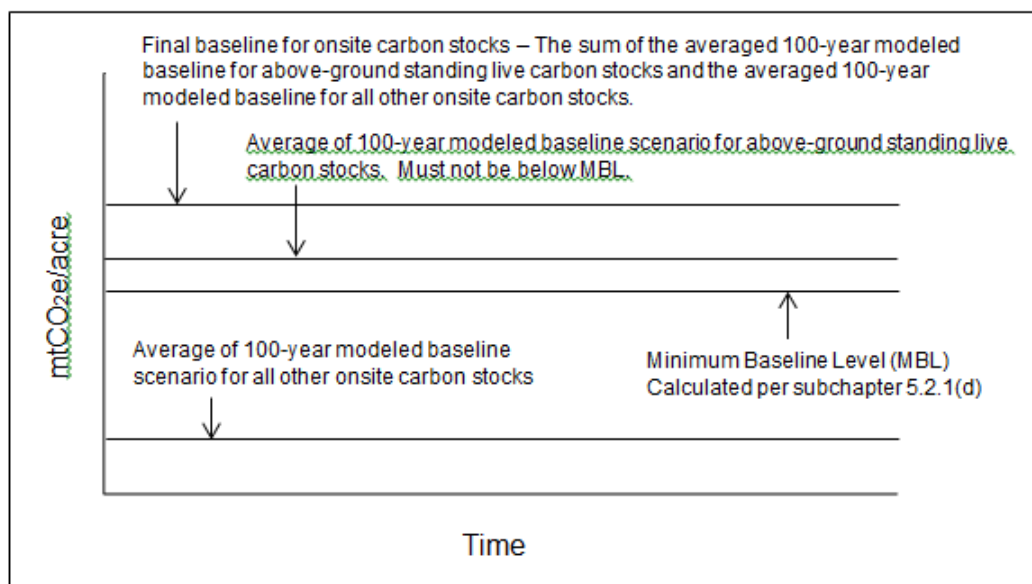 Final baseline for onsite carbon stocks – The sum of the averaged 100-year modeled
baseline for above-ground standing live carbon stocks and the averaged 100-year
modeled baseline for all other onsite carbon stocks.
Average of 100-year modeled baseline scenario for above-ground standing live
carbon stocks. Must not be below MBL.
mtCO2e/acre
Average of 100-year modeled baseline
scenario for all other onsite carbon stocks
Minimum Baseline Level (MBL)
Calculated per subchapter 5.2.1(d)
Time